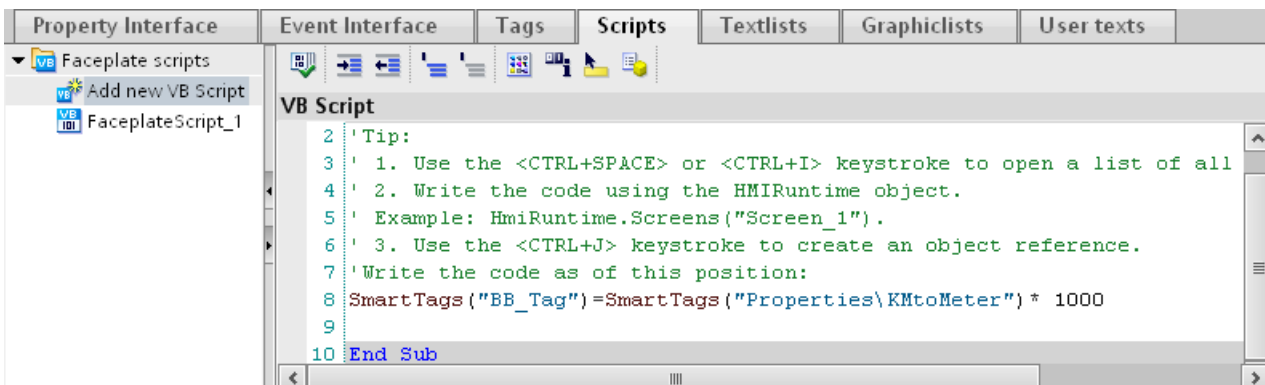 Property Interface Event Interface Tags Scripts Textlists Graphiclists User texts
Faceplate scripts
Add new VB Script
FaceplateScript_1
VB Script
2 'Tip:
3 ' 1. Use the <CTRL+SPACE> or <CTRL+I> keystroke to open a list of all
4 ' 2. Write the code using the HMIRuntime object.
5 ' Example: HmiRuntime.Screens("Screen_1").
6 ' 3. Use the <CTRL+J> keystroke to create an object reference.
7 'Write the code as of this position:
8 SmartTags("BB_Tag")=SmartTags("Properties\KMtoMeter")* 1000
9
10 End Sub